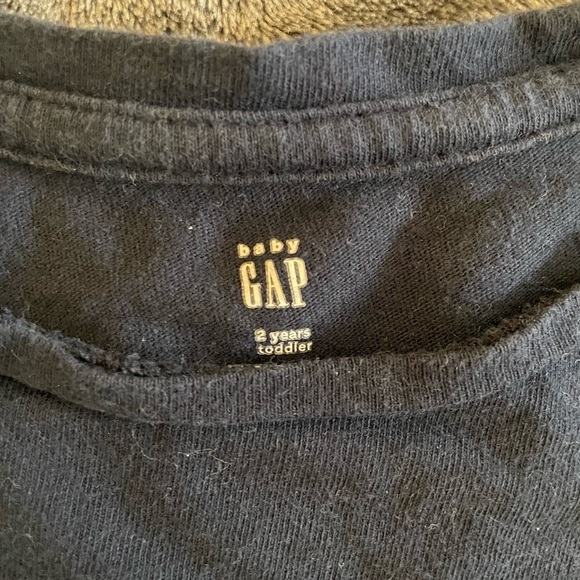 baby
GAP
2 years
toddler